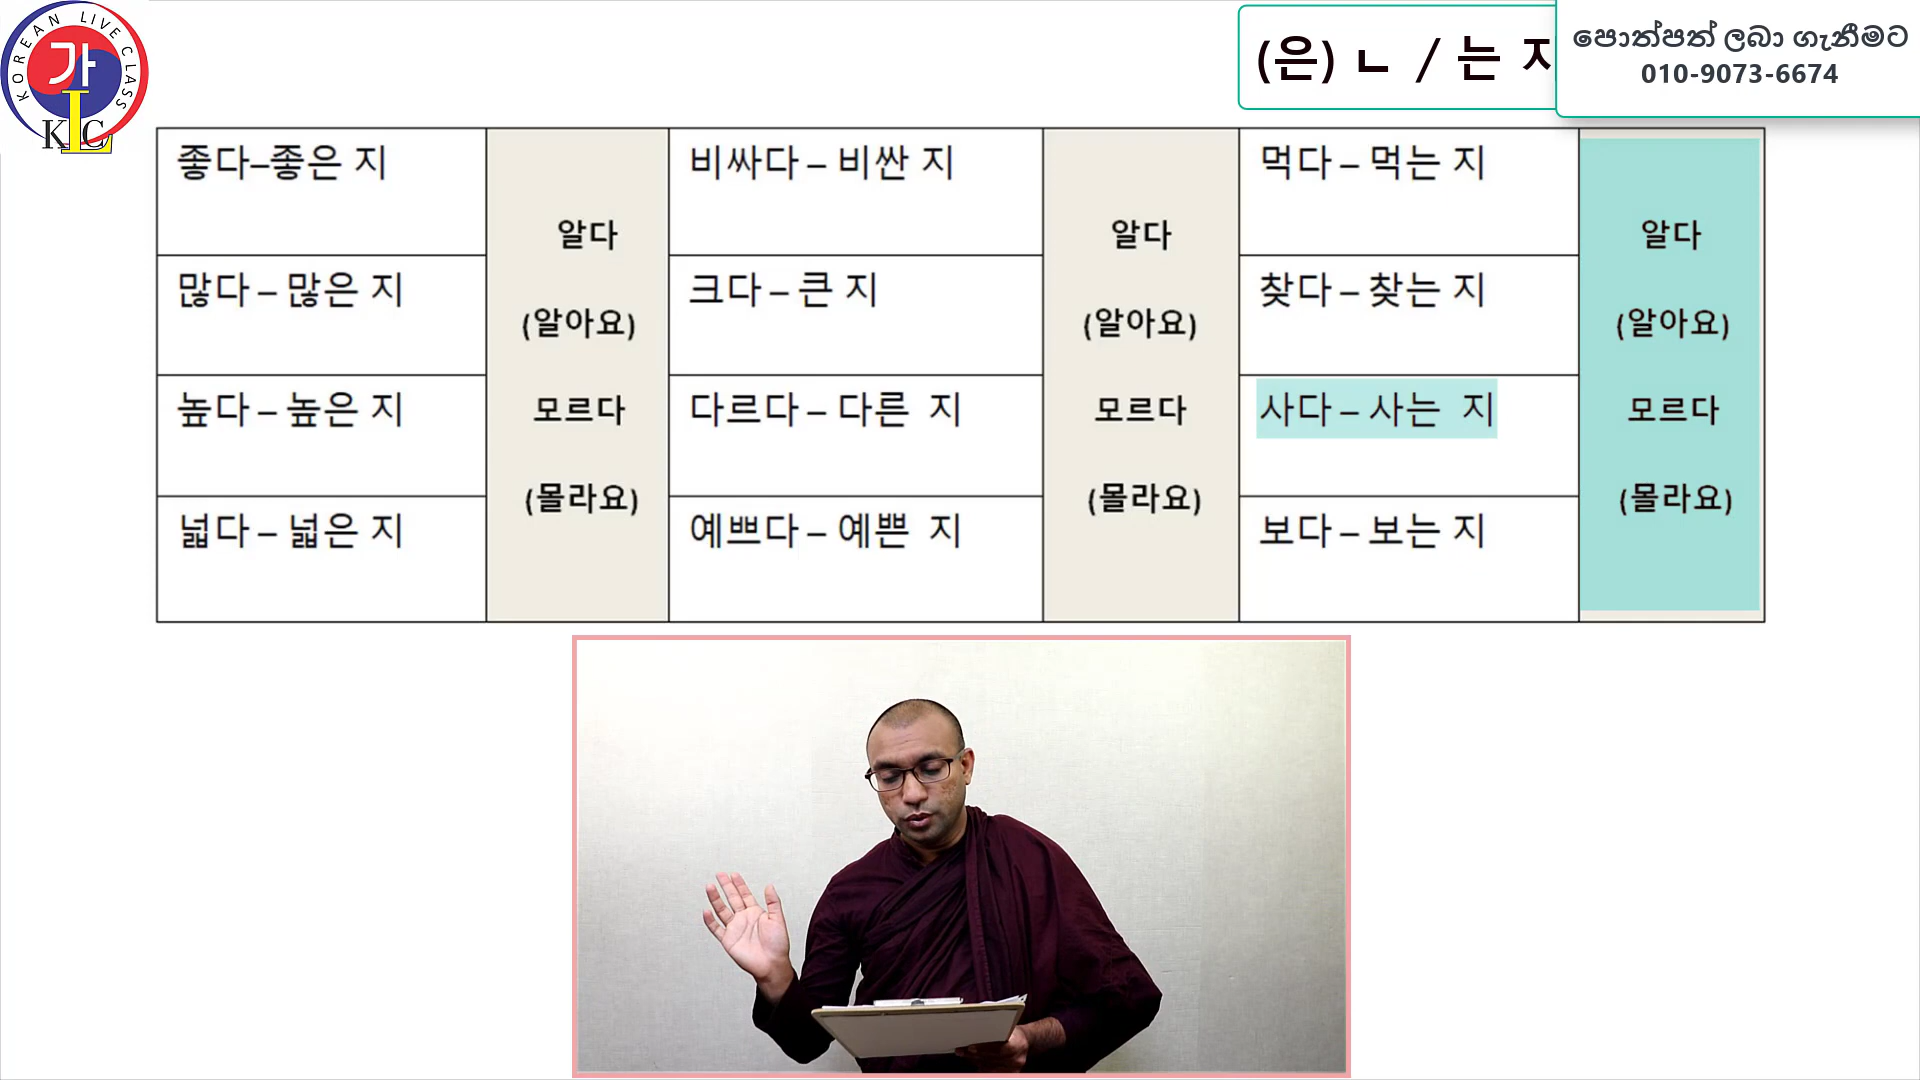 KOREAN LIVE CLASS
가
KLC
(은) ㄴ / 는 지
පොත්පත් ලබා ගැනීමට
010-9073-6674
좋다–좋은 지
많다 – 많은 지
높다 – 높은 지
넓다 – 넓은 지
알다
(알아요)
모르다
(몰라요)
비싸다 – 비싼 지
크다 – 큰 지
다르다 – 다른 지
예쁘다 – 예쁜 지
알다
(알아요)
모르다
(몰라요)
먹다 – 먹는 지
찾다 – 찾는 지
사다 – 사는 지
보다 – 보는 지
알다
(알아요)
모르다
(몰라요)